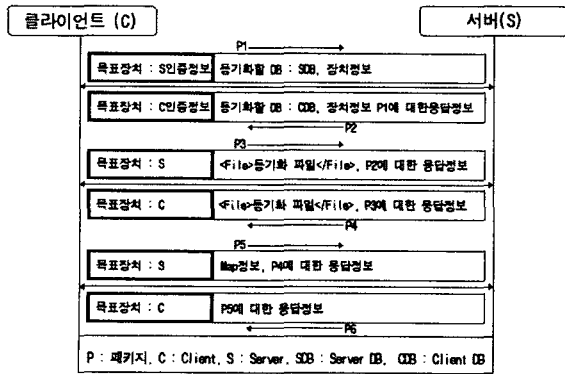 클라이언트 (C)
서버(S)
P1
목표장치 : S인증정보
동기화할 DB : SDB, 장치정보
목표장치 : C인증정보
동기화할 DB : CDB, 장치정보 P1에 대한응답정보
P2
P3
목표장치 : S
<File>동기화 파일</File>, P2에 대한 응답정보
목표장치 : C
<File>동기화 파일</File>, P3에 대한 응답정보
P4
P5
목표장치 : S
Map정보, P4에 대한 응답정보
목표장치 : C
P5에 대한 응답정보
P6
P : 패키지, C : Client, S : Server, SDB : Server DB, CDB : Client DB